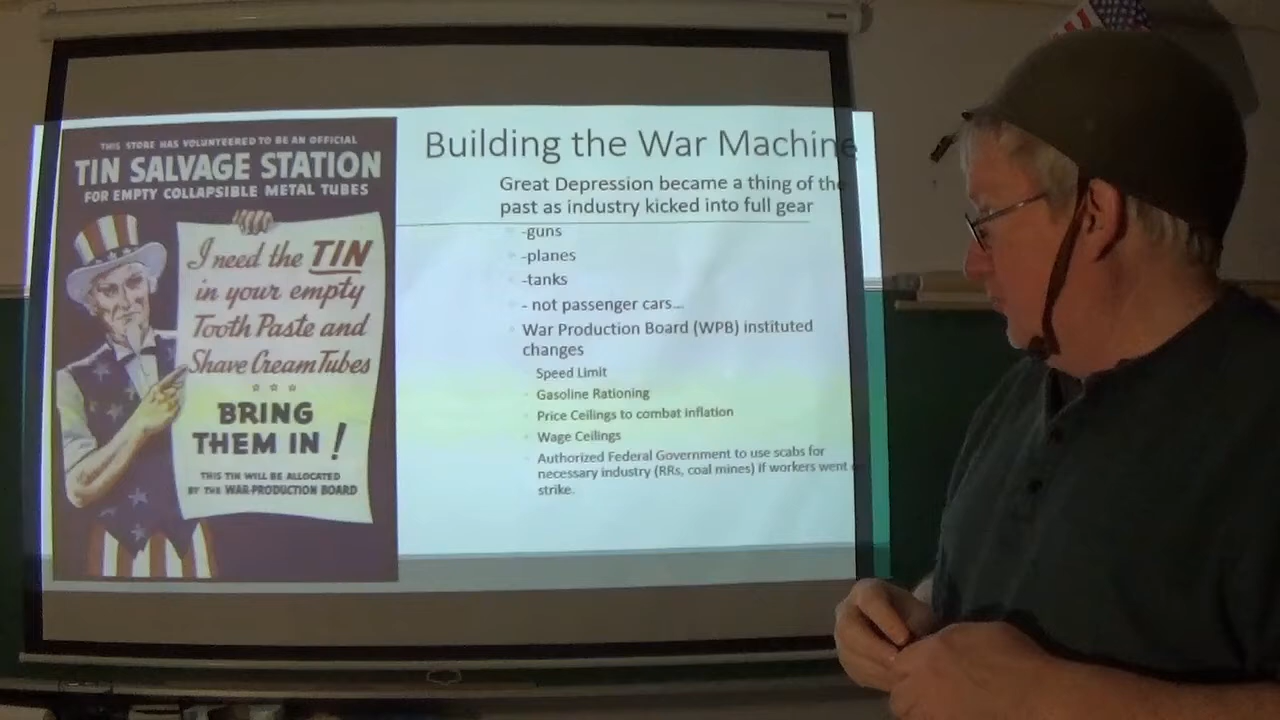 THIS STORE HAS VOLUNTEERED TO BE AN OFFICIAL
TIN SALVAGE STATION
FOR EMPTY COLLAPSIBLE METAL TUBES
I need the TIN
in your empty
Tooth Paste and
Shave Cream Tubes
BRING
THEM IN!
THIS TIN WILL BE ALLOCATED
BY THE WAR PRODUCTION BOARD
Building the War Machine
Great Depression became a thing of the
past as industry kicked into full gear
-guns
-planes
-tanks
- not passenger cars...
War Production Board (WPB) instituted
changes
Speed Limit
Gasoline Rationing
Price Ceilings to combat inflation
Wage Ceilings
Authorized Federal Government to use scabs for
necessary industry (RRs, coal mines) if workers went
strike.